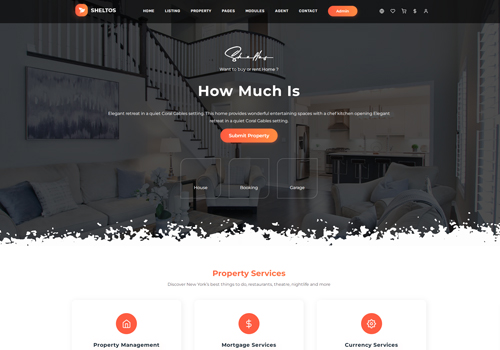 SHELTOS
HOME LISTING PROPERTY PAGES MODULES AGENT CONTACT
Sheltos
Want to buy or rent Home ?
How Much Is
Elegant retreat in a quiet Coral Gables setting. This home provides wonderful entertaining spaces with a chef kitchen opening Elegant
retreat in a quiet Coral Gables setting.
Submit Property
House Booking Garage
Property Services
Discover New York's best things to do, restaurants, theatre, nightlife and more
Property Management Mortgage Services Currency Services